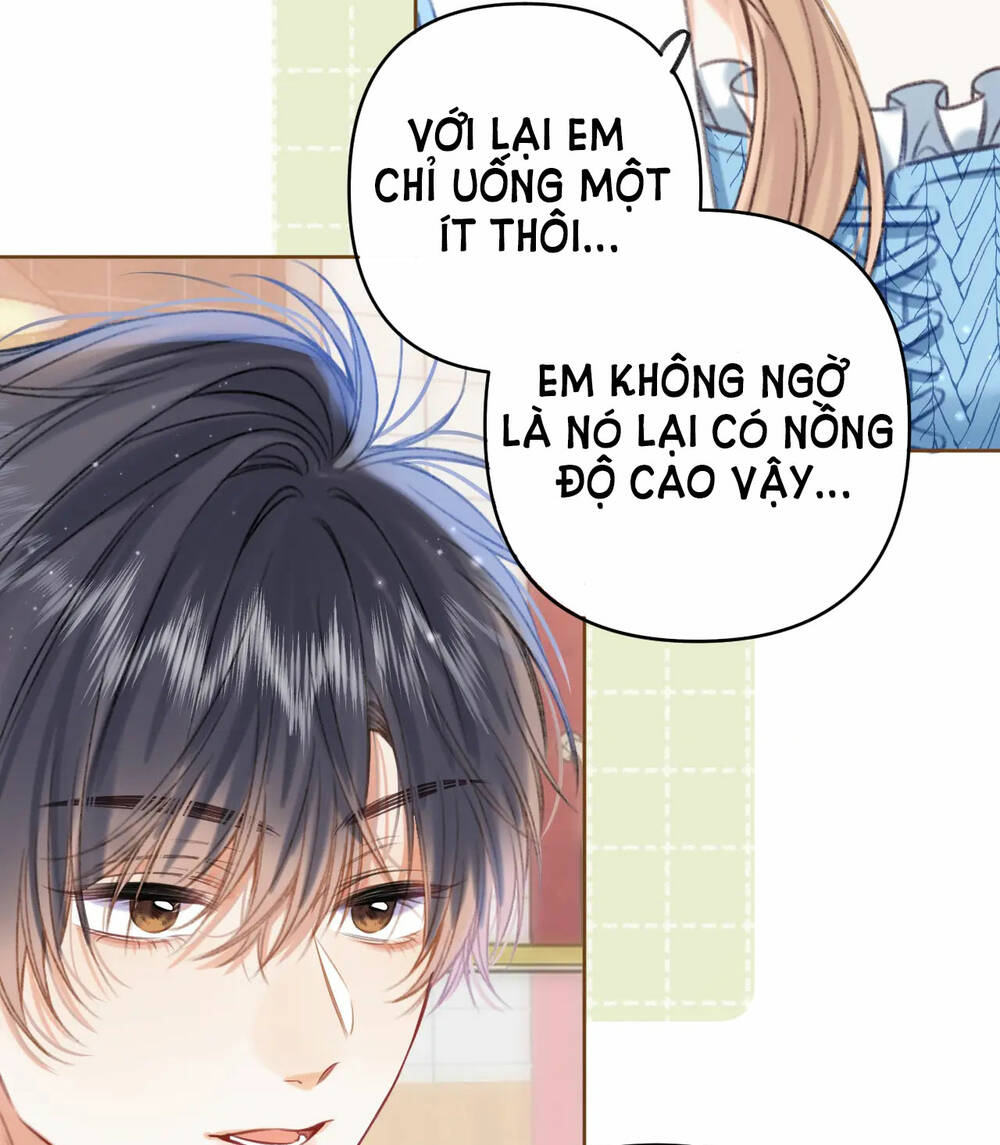 VỚI LẠI EM
CHỈ UỐNG MỘT
ÍT THÔI...
EM KHÔNG NGỜ
LÀ NÓ LẠI CÓ NỒNG
ĐỘ CAO VẬY...